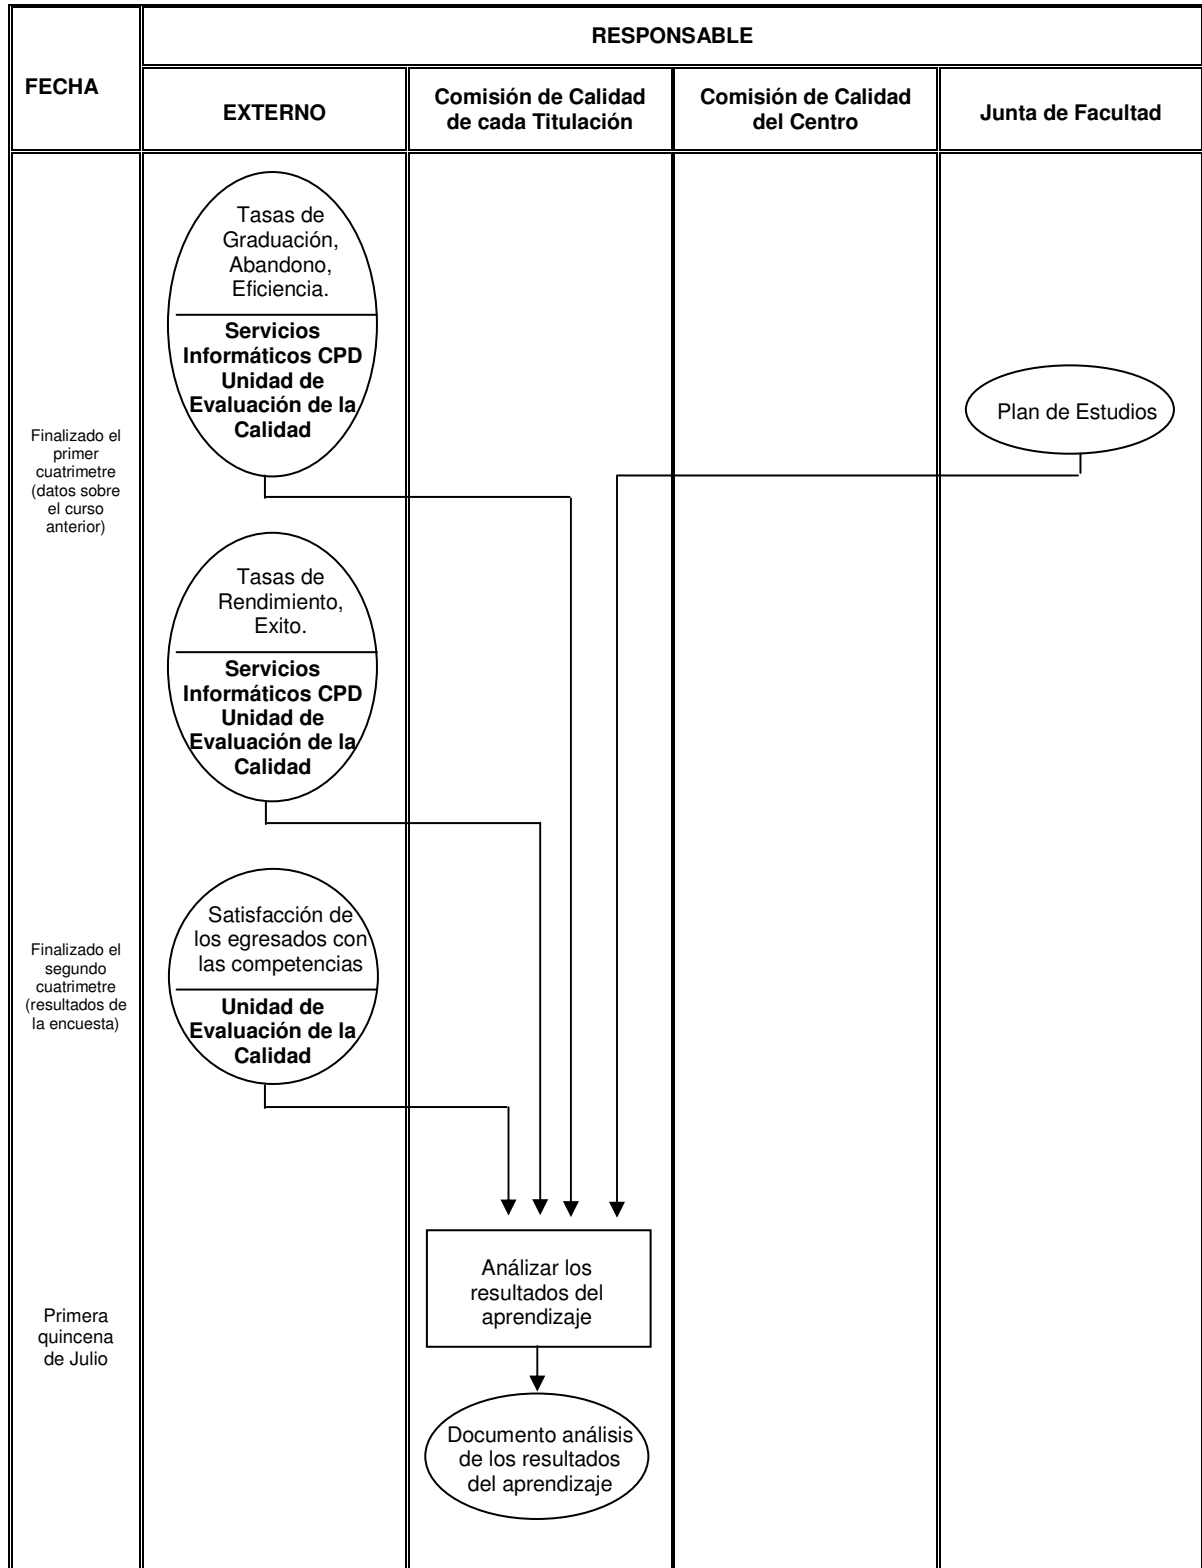 RESPONSABLE
FECHA
EXTERNO
Comisión de Calidad
de cada Titulación
Comisión de Calidad
del Centro
Junta de Facultad
Tasas de
Graduación,
Abandono,
Eficiencia.
Servicios
Informáticos CPD
Unidad de
Evaluación de la
Calidad
Plan de Estudios
Finalizado el
primer
cuatrimetre
(datos sobre
el curso
anterior)
Tasas de
Rendimiento,
Exito.
Servicios
Informáticos CPD
Unidad de
Evaluación de la
Calidad
Finalizado el
segundo
cuatrimetre
(resultados de
la encuesta)
Satisfacción de
los egresados con
las competencias
Unidad de
Evaluación de la
Calidad
Primera
quincena
de Julio
Análizar los
resultados del
aprendizaje
Documento análisis
de los resultados
del aprendizaje